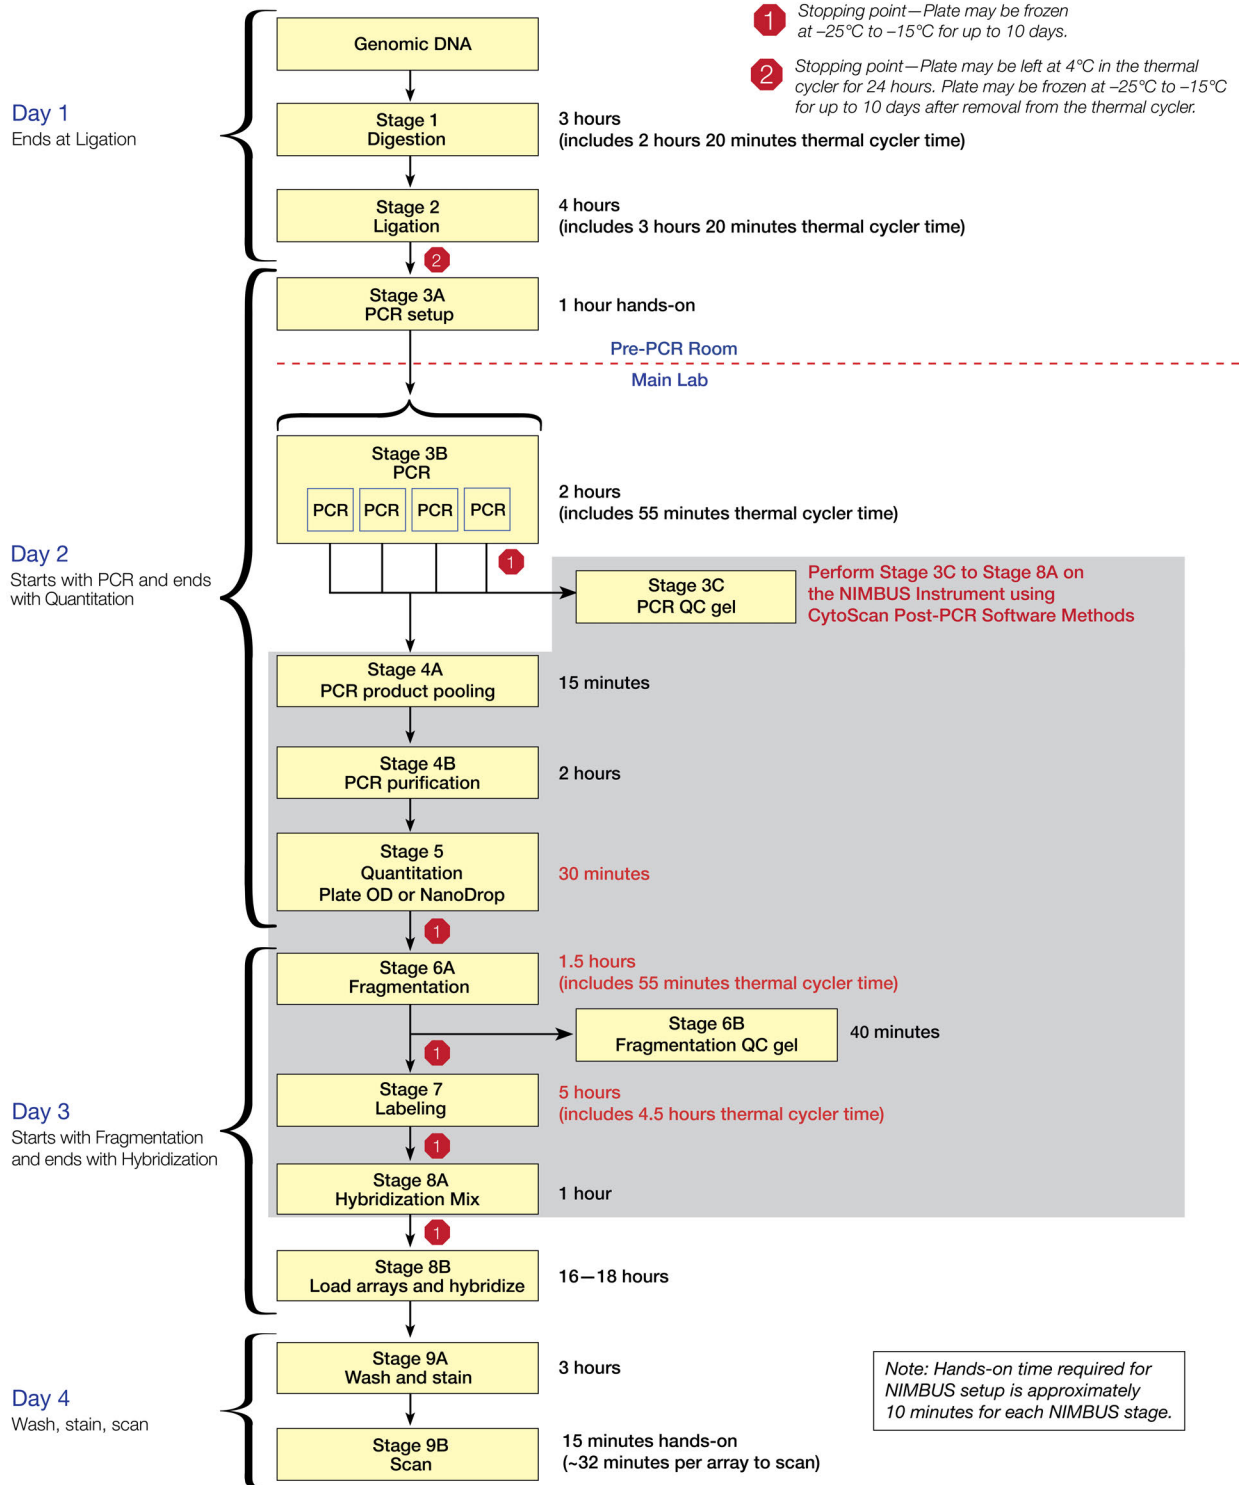 1
Stopping point—Plate may be frozen
at –25°C to –15°C for up to 10 days.
2
Stopping point—Plate may be left at 4°C in the thermal
cycler for 24 hours. Plate may be frozen at –25°C to –15°C
for up to 10 days after removal from the thermal cycler.
Day 1
Ends at Ligation
Genomic DNA
Stage 1
Digestion
3 hours
(includes 2 hours 20 minutes thermal cycler time)
Stage 2
Ligation
4 hours
(includes 3 hours 20 minutes thermal cycler time)
2
Day 2
Starts with PCR and ends
with Quantitation
Stage 3A
PCR setup
1 hour hands-on
Pre-PCR Room
Main Lab
Stage 3B
PCR
PCR PCR PCR PCR
2 hours
(includes 55 minutes thermal cycler time)
1
Stage 3C
PCR QC gel
Perform Stage 3C to Stage 8A on
the NIMBUS Instrument using
CytoScan Post-PCR Software Methods
Stage 4A
PCR product pooling
15 minutes
Stage 4B
PCR purification
2 hours
Stage 5
Quantitation
Plate OD or NanoDrop
30 minutes
1
Day 3
Starts with Fragmentation
and ends with Hybridization
Stage 6A
Fragmentation
1.5 hours
(includes 55 minutes thermal cycler time)
Stage 6B
Fragmentation QC gel
40 minutes
1
Stage 7
Labeling
5 hours
(includes 4.5 hours thermal cycler time)
1
Stage 8A
Hybridization Mix
1 hour
1
Stage 8B
Load arrays and hybridize
16—18 hours
Day 4
Wash, stain, scan
Stage 9A
Wash and stain
3 hours
Stage 9B
Scan
15 minutes hands-on
(~32 minutes per array to scan)
Note: Hands-on time required for
NIMBUS setup is approximately
10 minutes for each NIMBUS stage.